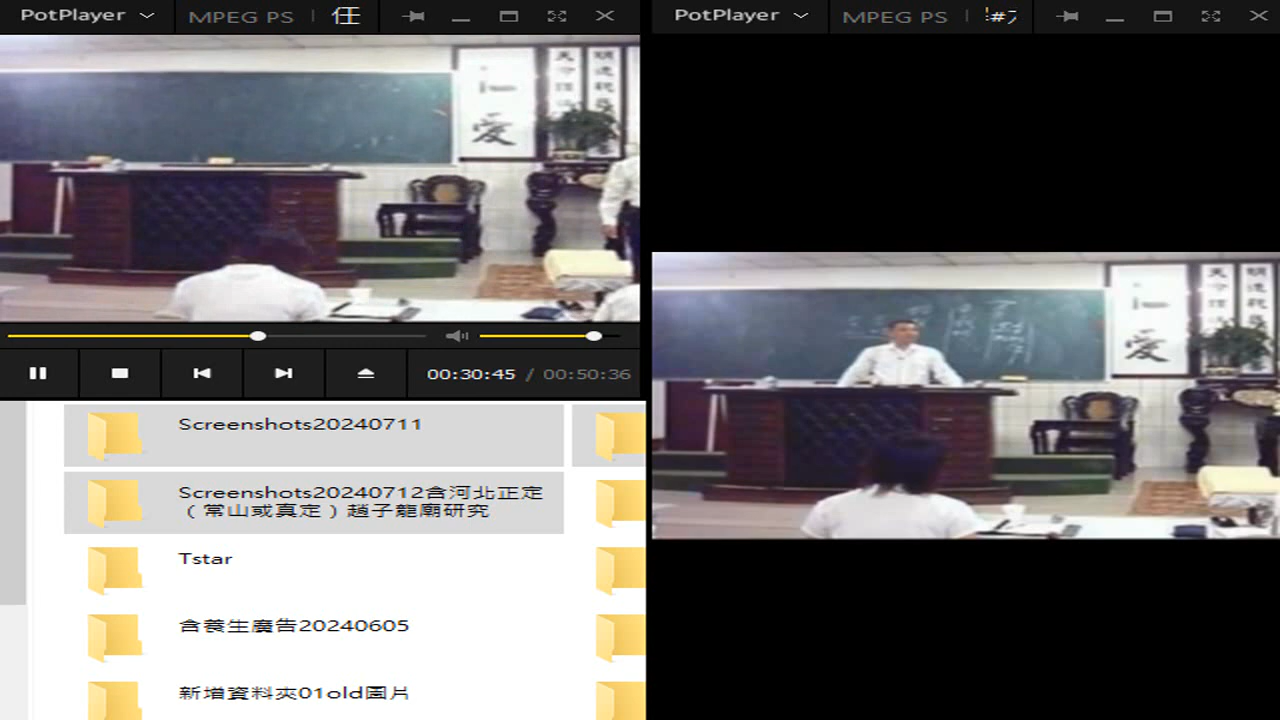 PotPlayer
MPEG PS
任
PotPlayer
MPEG PS
愛
愛
00:30:45 / 00:50:36
Screenshots20240711
Screenshots20240712含河北正定
（常山或真定）趙子龍廟研究
Tstar
含養生廣告20240605
新增資料夾01old圖片